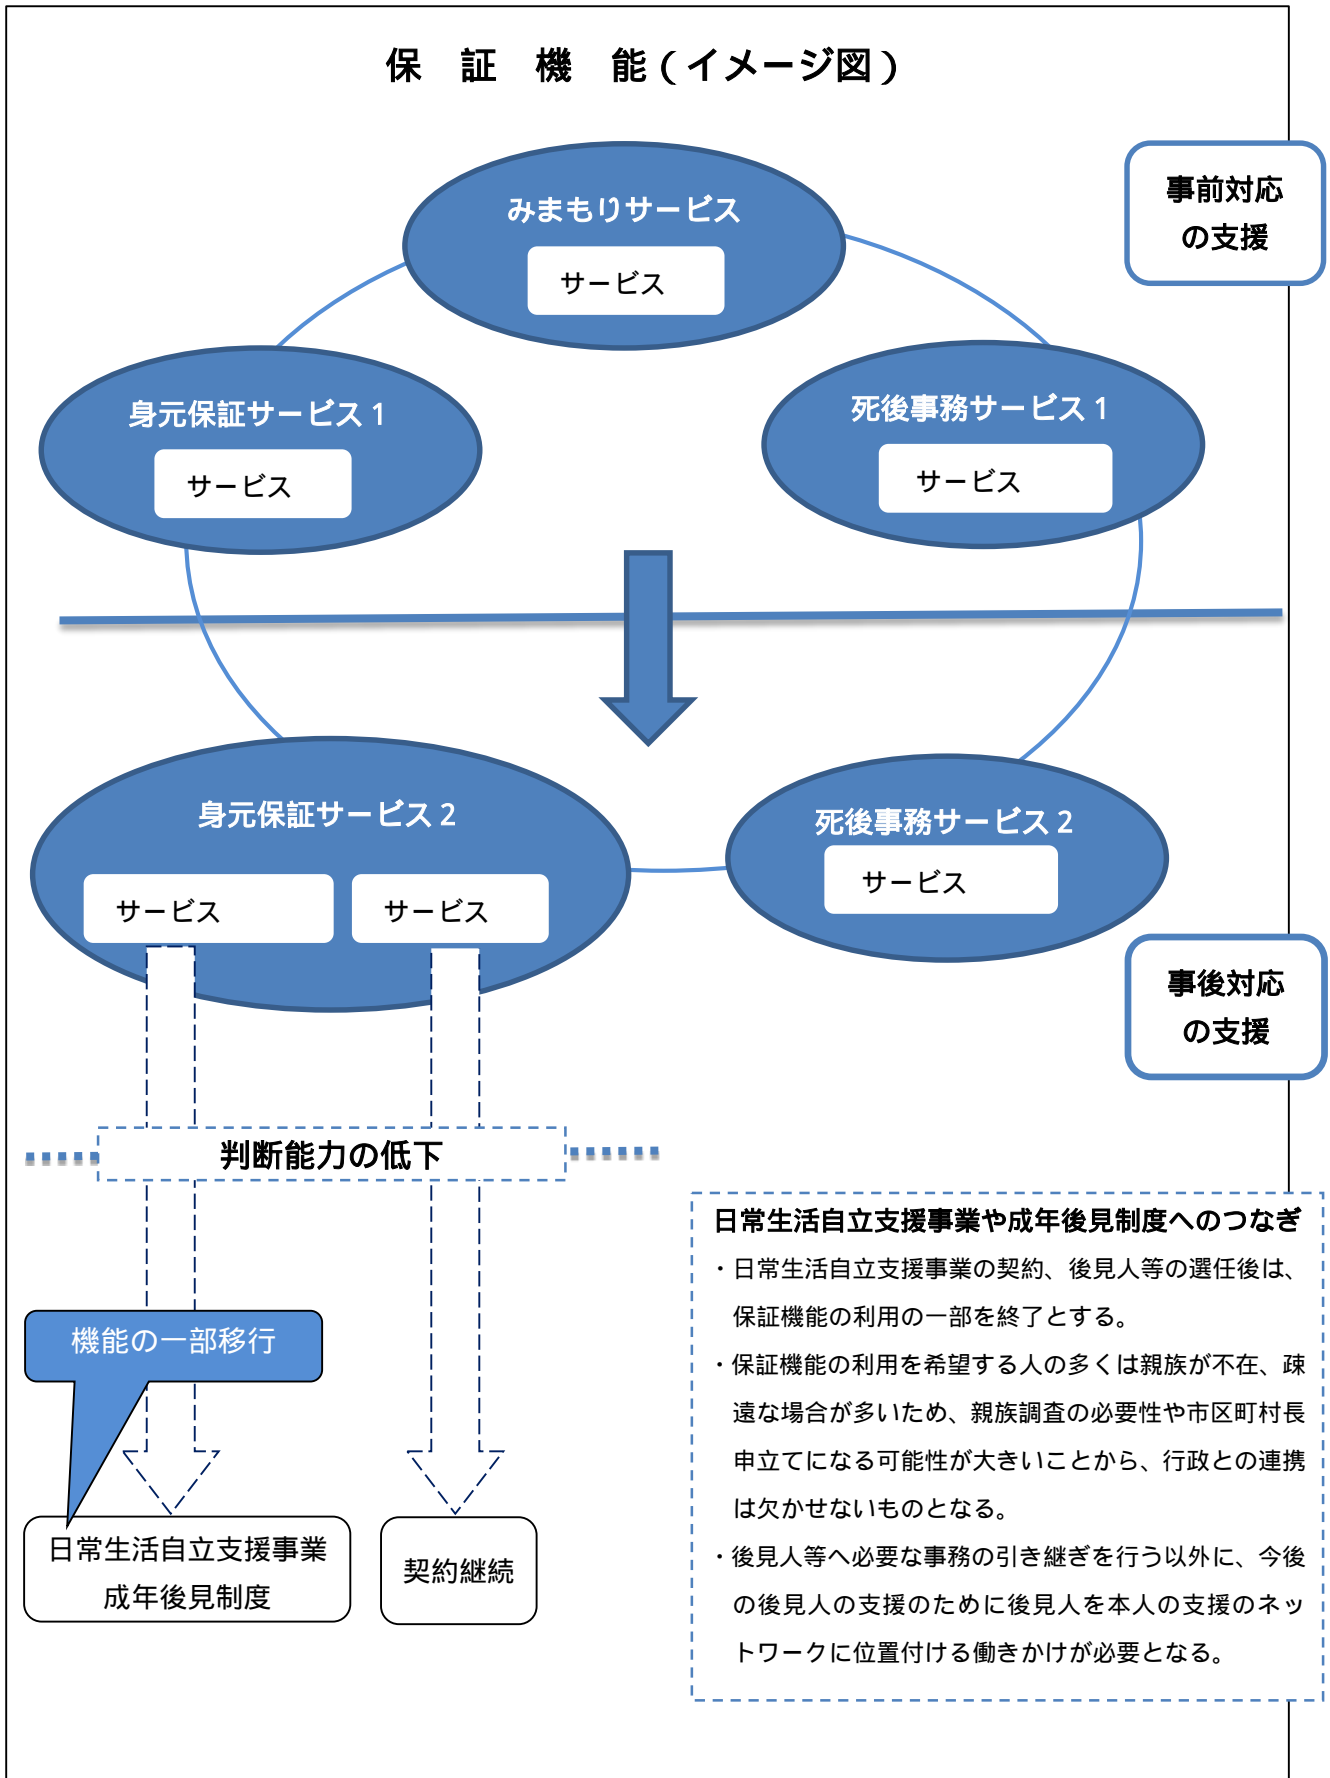 保　証　機　能（イメージ図）
事前対応
の支援
みまもりサービス
サービス
身元保証サービス１
サービス
死後事務サービス１
サービス
身元保証サービス２
サービス
サービス
死後事務サービス２
サービス
事後対応
の支援
判断能力の低下
機能の一部移行
日常生活自立支援事業
成年後見制度
契約継続
日常生活自立支援事業や成年後見制度へのつなぎ
・日常生活自立支援事業の契約、後見人等の選任後は、
保証機能の利用の一部を終了とする。
・保証機能の利用を希望する人の多くは親族が不在、疎
遠な場合が多いため、親族調査の必要性や市区町村長
申立てになる可能性が大きいことから、行政との連携
は欠かせないものとなる。
・後見人等へ必要な事務の引き継ぎを行う以外に、今後
の後見人の支援のために後見人を本人の支援のネッ
トワークに位置付ける働きかけが必要となる。